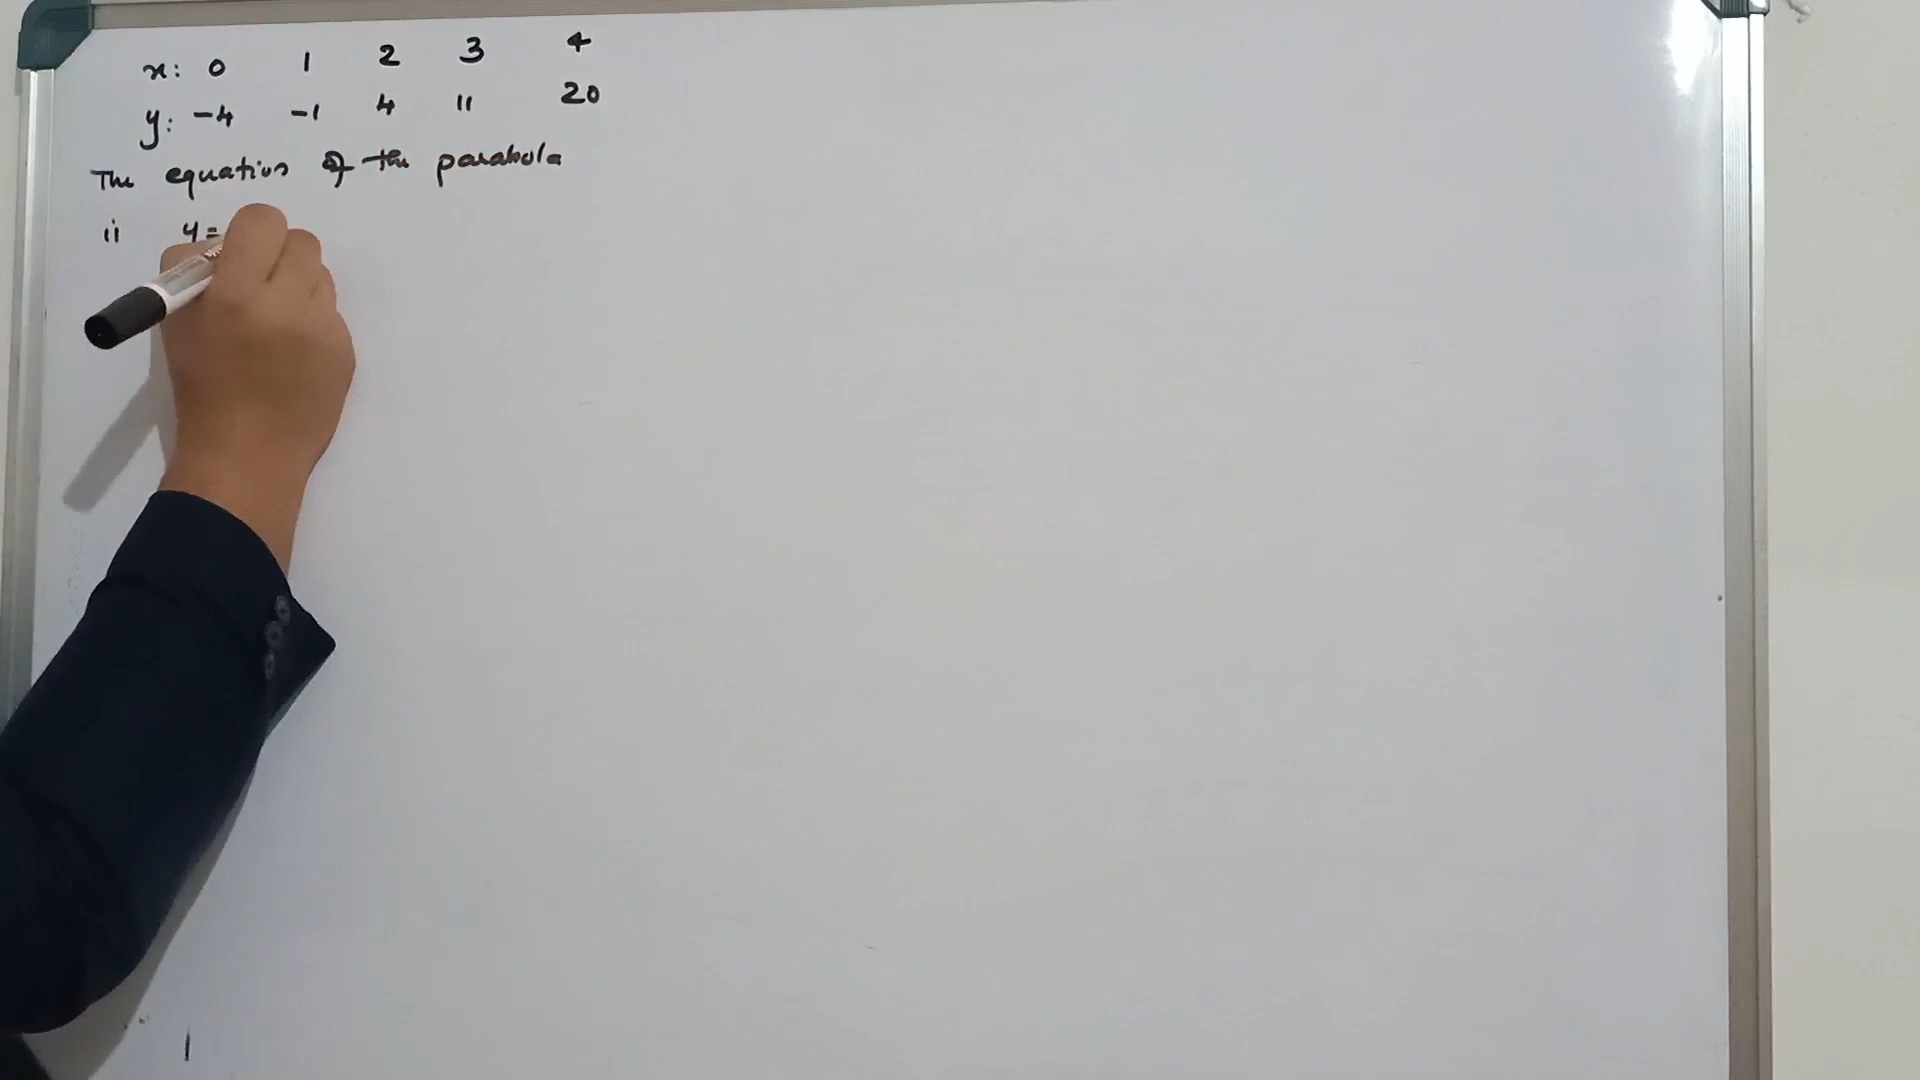 x: 0 1 2 3 4
y: -4 -1 4 11 20
The equation of the parabola
is y=